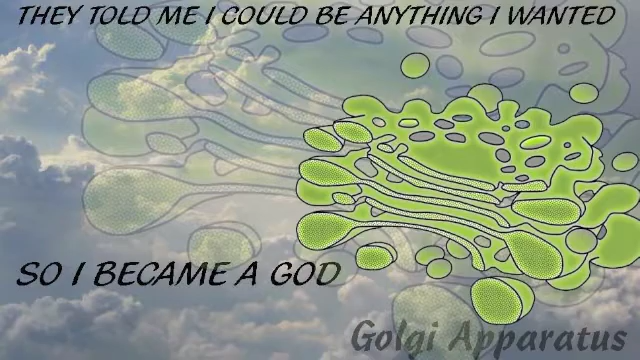 THEY TOLD ME I COULD BE ANYTHING I WANTED
SO I BECAME A GOD
Golgi Apparatus